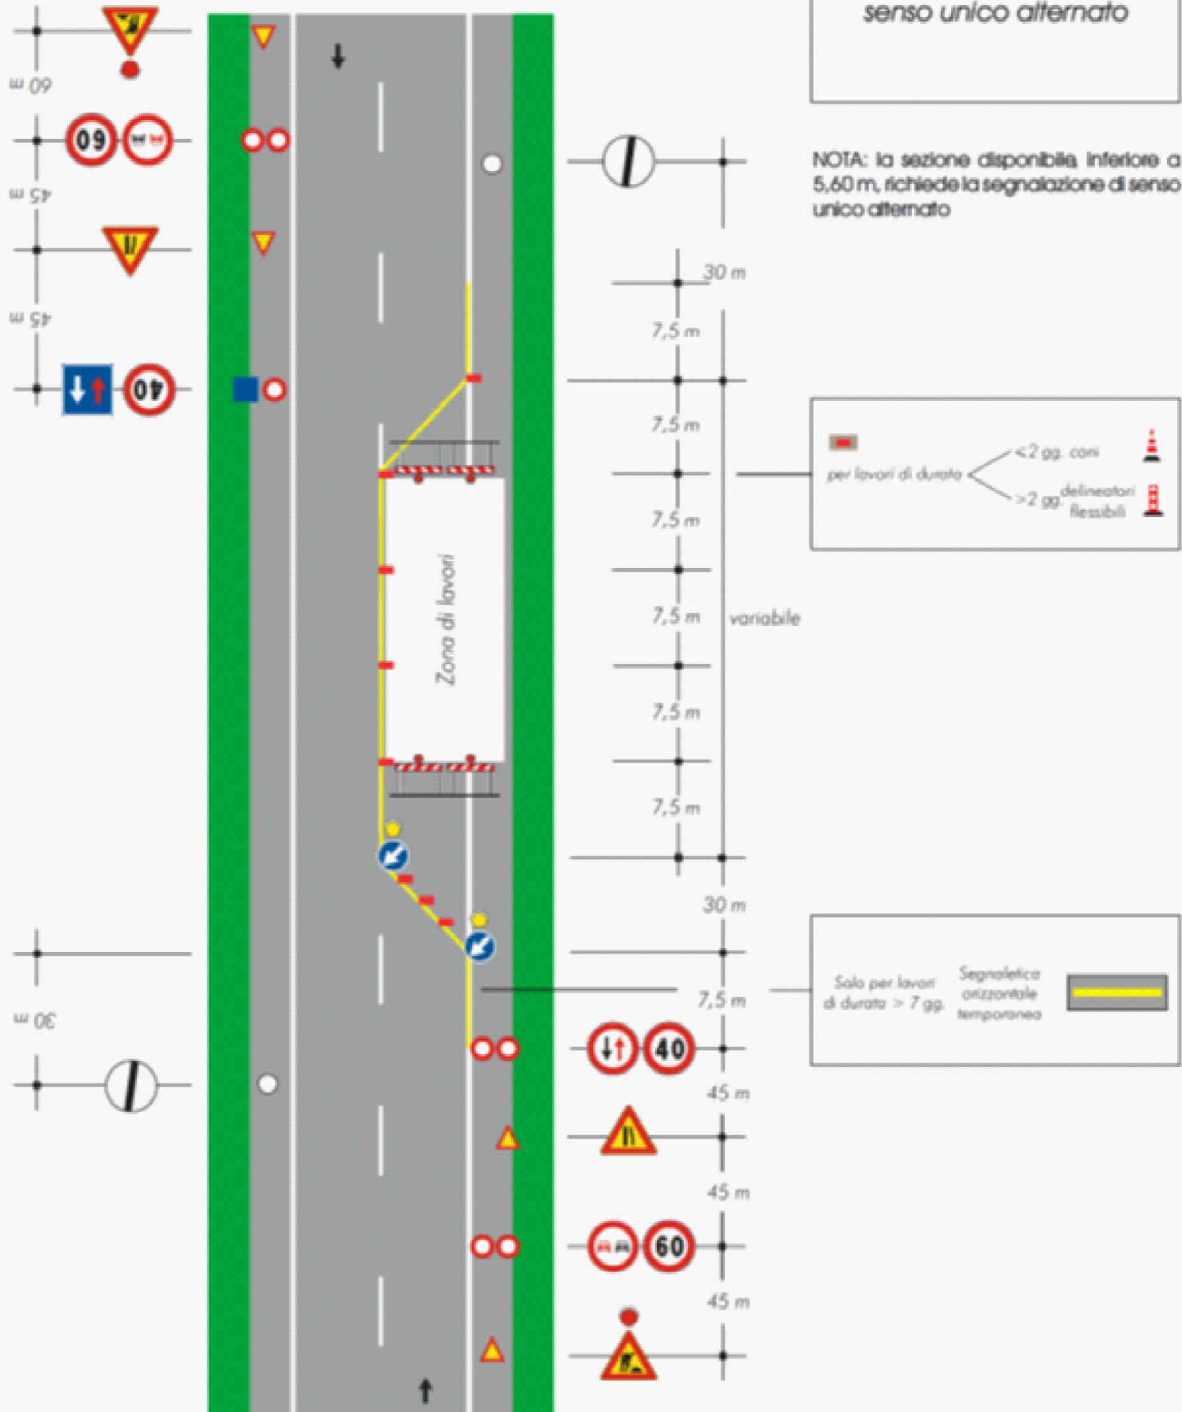 senso unico alternato
60 m
60
NOTA: la sezione disponibile, inferiore a
5,60 m, richiede la segnalazione di senso
unico alternato
45 m
30 m
45 m
7,5 m
40
7,5 m
≤2 gg. coni
per lavori di durata
>2 gg. delineatori
flessibili
7,5 m
Zona di lavori
7,5 m
variabile
7,5 m
7,5 m
30 m
Solo per lavori
di durata > 7 gg.
Segnaletica
orizzontale
temporanea
7,5 m
30 m
40
45 m
45 m
60
45 m